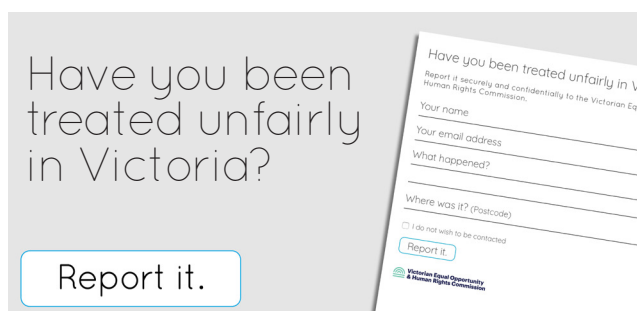 Have you been
treated unfairly
in Victoria?
Report it.
Have you been treated unfairly in V
Report it securely and confidentially to the Victorian Eq
Human Rights Commission.
Your name
Your email address
What happened?
Where was it? (Postcode)
I do not wish to be contacted
Report it.
Victorian Equal Opportunity
& Human Rights Commission